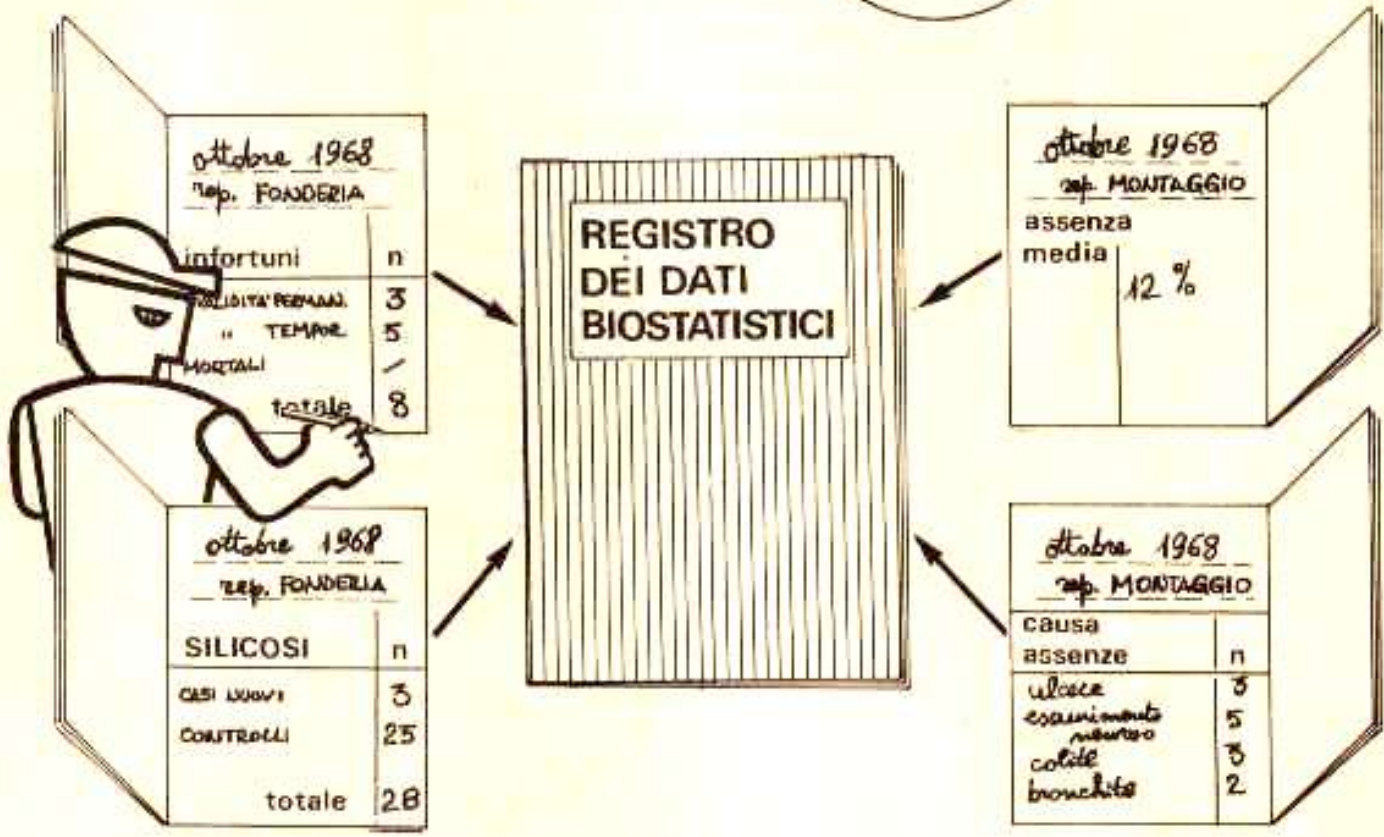 ottobre 1968
rep. FONDERIA
infortuni n
VALIDITA' PERMAN. 3
" TEMPOR. 5
MORTALI /
totale 8
ottobre 1968
rep. FONDERIA
SILICOSI n
CASI NUOVI 3
CONTROLLI 25
totale 28
REGISTRO
DEI DATI
BIOSTATISTICI
ottobre 1968
rep. MONTAGGIO
assenza
media
12 %
ottobre 1968
rep. MONTAGGIO
causa
assenze n
ulcere 3
esaurimento 5
nervoso
colite 3
bronchite 2